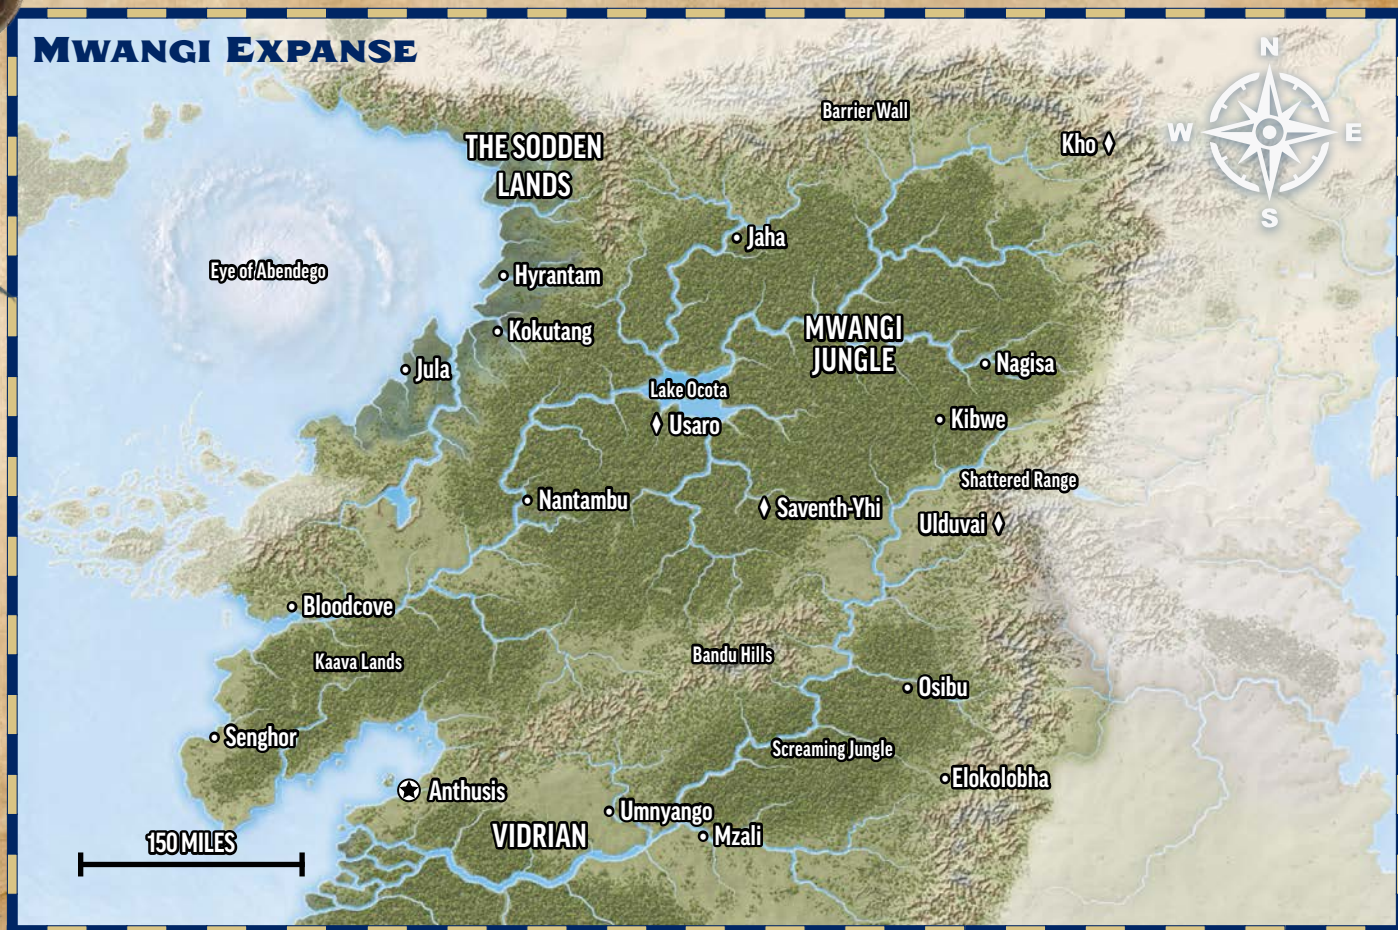 MWANGI EXPANSE
N
W
E
S
Barrier Wall
Kho
THE SODDEN
LANDS
Jaha
Eye of Abendego
Hyrantam
Kokutang
MWANGI
JUNGLE
Jula
Nagisa
Lake Ocota
Usaro
Kibwe
Shattered Range
Nantambu
Saventh-Yhi
Ulduvai
Bloodcove
Kaava Lands
Bandu Hills
Osibu
Senghor
Screaming Jungle
Elokolobha
Anthusis
Umnyango
VIDRIAN
Mzali
150 MILES